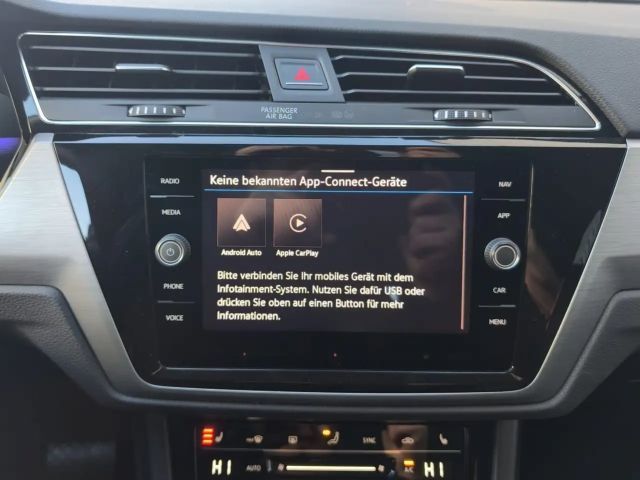 PASSENGER
AIR BAG
RADIO
MEDIA
PHONE
VOICE
Keine bekannten App-Connect-Geräte
Android Auto
Apple CarPlay
Bitte verbinden Sie Ihr mobiles Gerät mit dem
Infotainment-System. Nutzen Sie dafür USB oder
drücken Sie oben auf einen Button für mehr
Informationen.
NAV
APP
CAR
MENU
SYNC
HI
AUTO
A/C
HI